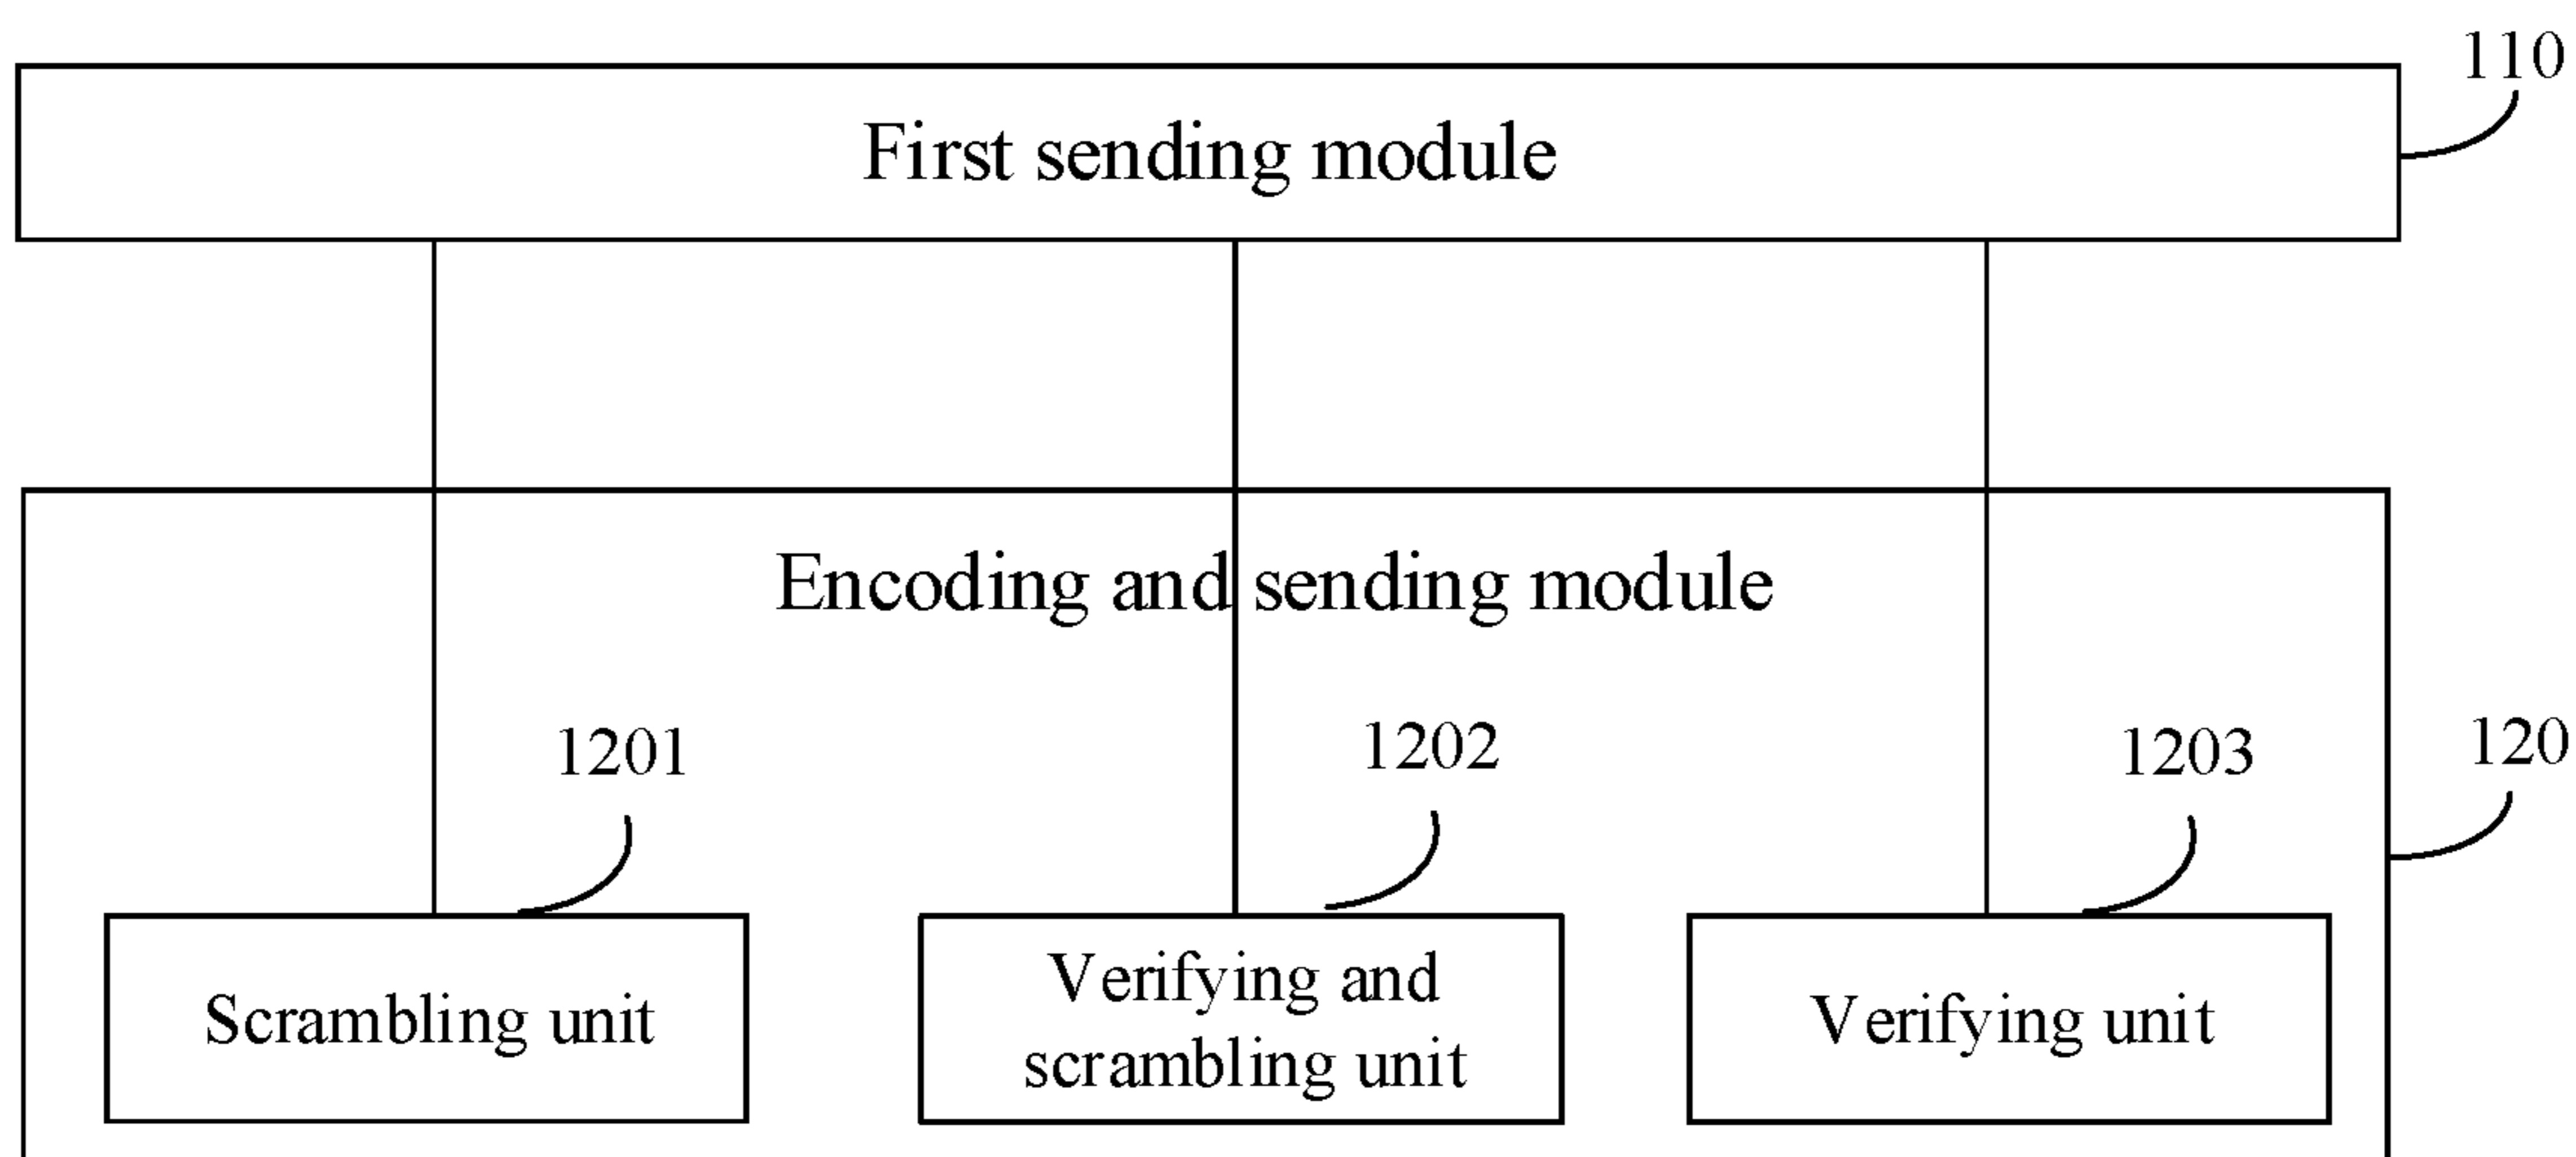 110
First sending module
Encoding and sending module
1201
1202
1203
120
Scrambling unit
Verifying and
scrambling unit
Verifying unit